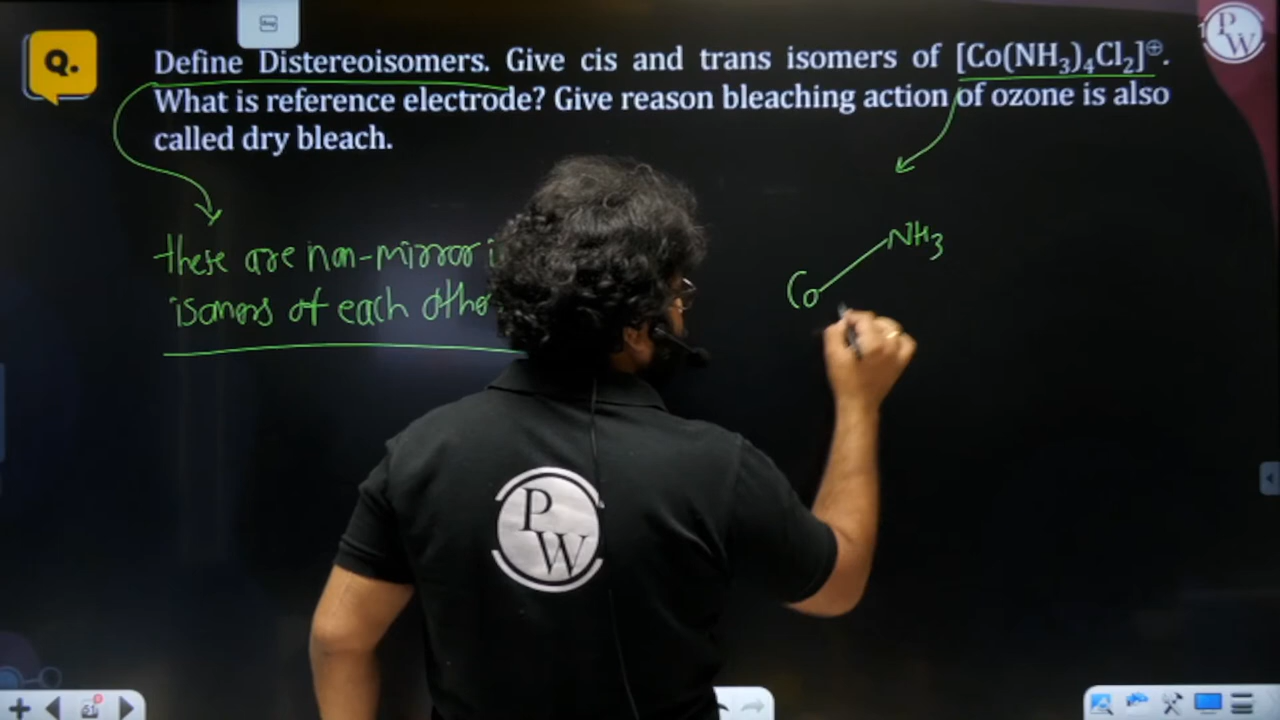 Q.
Define Distereoisomers. Give cis and trans isomers of [Co(NH₃)₄Cl₂]⊕.
What is reference electrode? Give reason bleaching action of ozone is also
called dry bleach.
PW
these are non-mirror
isomers of each other
Co NH₃
PW